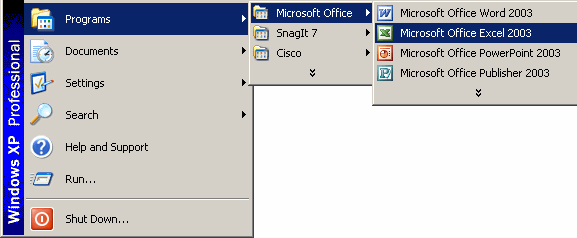 Windows XP Professional
Programs
Documents
Settings
Search
Help and Support
Run...
Shut Down...
Microsoft Office
SnagIt 7
Cisco
Microsoft Office Word 2003
Microsoft Office Excel 2003
Microsoft Office PowerPoint 2003
Microsoft Office Publisher 2003